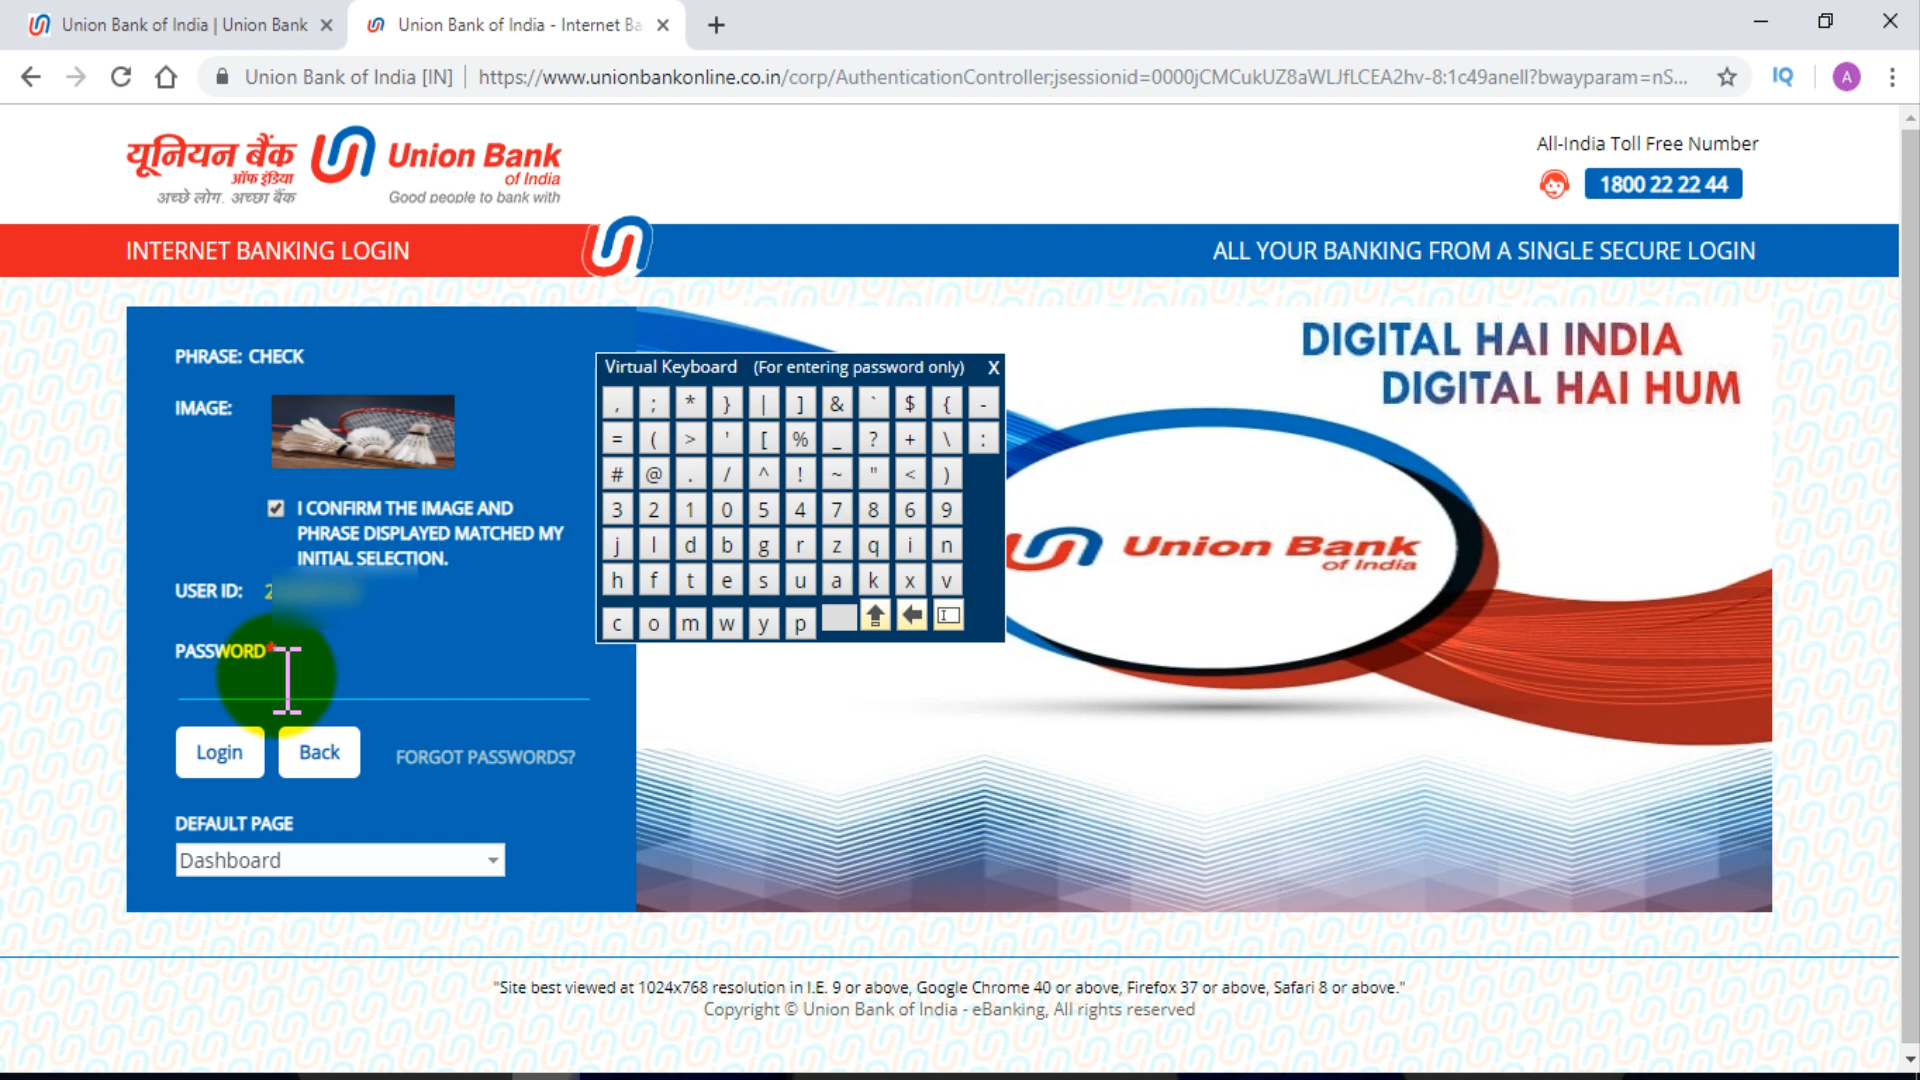 Union Bank of India | Union Bank
Union Bank of India - Internet Ba
Union Bank of India [IN] | https://www.unionbankonline.co.in/corp/AuthenticationController;jsessionid=0000jCMCukUZ8aWLJfLCEA2hv-8:1c49anell?bwayparam=nS...
IQ
A
यूनियन बैंक
ऑफ इंडिया
अच्छे लोग. अच्छा बैंक
Union Bank
of India
Good people to bank with
All-India Toll Free Number
1800 22 22 44
INTERNET BANKING LOGIN
ALL YOUR BANKING FROM A SINGLE SECURE LOGIN
PHRASE: CHECK
IMAGE:
I CONFIRM THE IMAGE AND
PHRASE DISPLAYED MATCHED MY
INITIAL SELECTION.
USER ID: 2
PASSWORD*
Login
Back
FORGOT PASSWORDS?
DEFAULT PAGE
Dashboard
Virtual Keyboard (For entering password only) X
, ; * } | ] & ` $ { -
= ( > ' [ % _ ? + \ :
# @ . / ^ ! ~ " < )
3 2 1 0 5 4 7 8 6 9
j l d b g r z q i n
h f t e s u a k x v
c o m w y p
DIGITAL HAI INDIA
DIGITAL HAI HUM
Union Bank
of India
"Site best viewed at 1024x768 resolution in I.E. 9 or above, Google Chrome 40 or above, Firefox 37 or above, Safari 8 or above."
Copyright © Union Bank of India - eBanking, All rights reserved